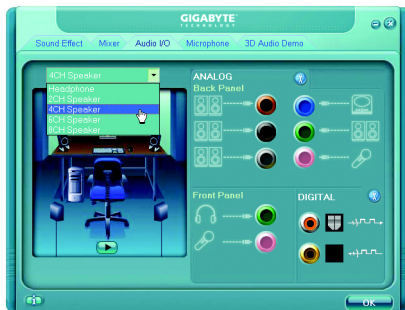 GIGABYTE
TECHNOLOGY
Sound Effect Mixer Audio I/O Microphone 3D Audio Demo
4CH Speaker
Headphone
2CH Speaker
4CH Speaker
6CH Speaker
8CH Speaker
ANALOG
Back Panel
Front Panel
DIGITAL
OK